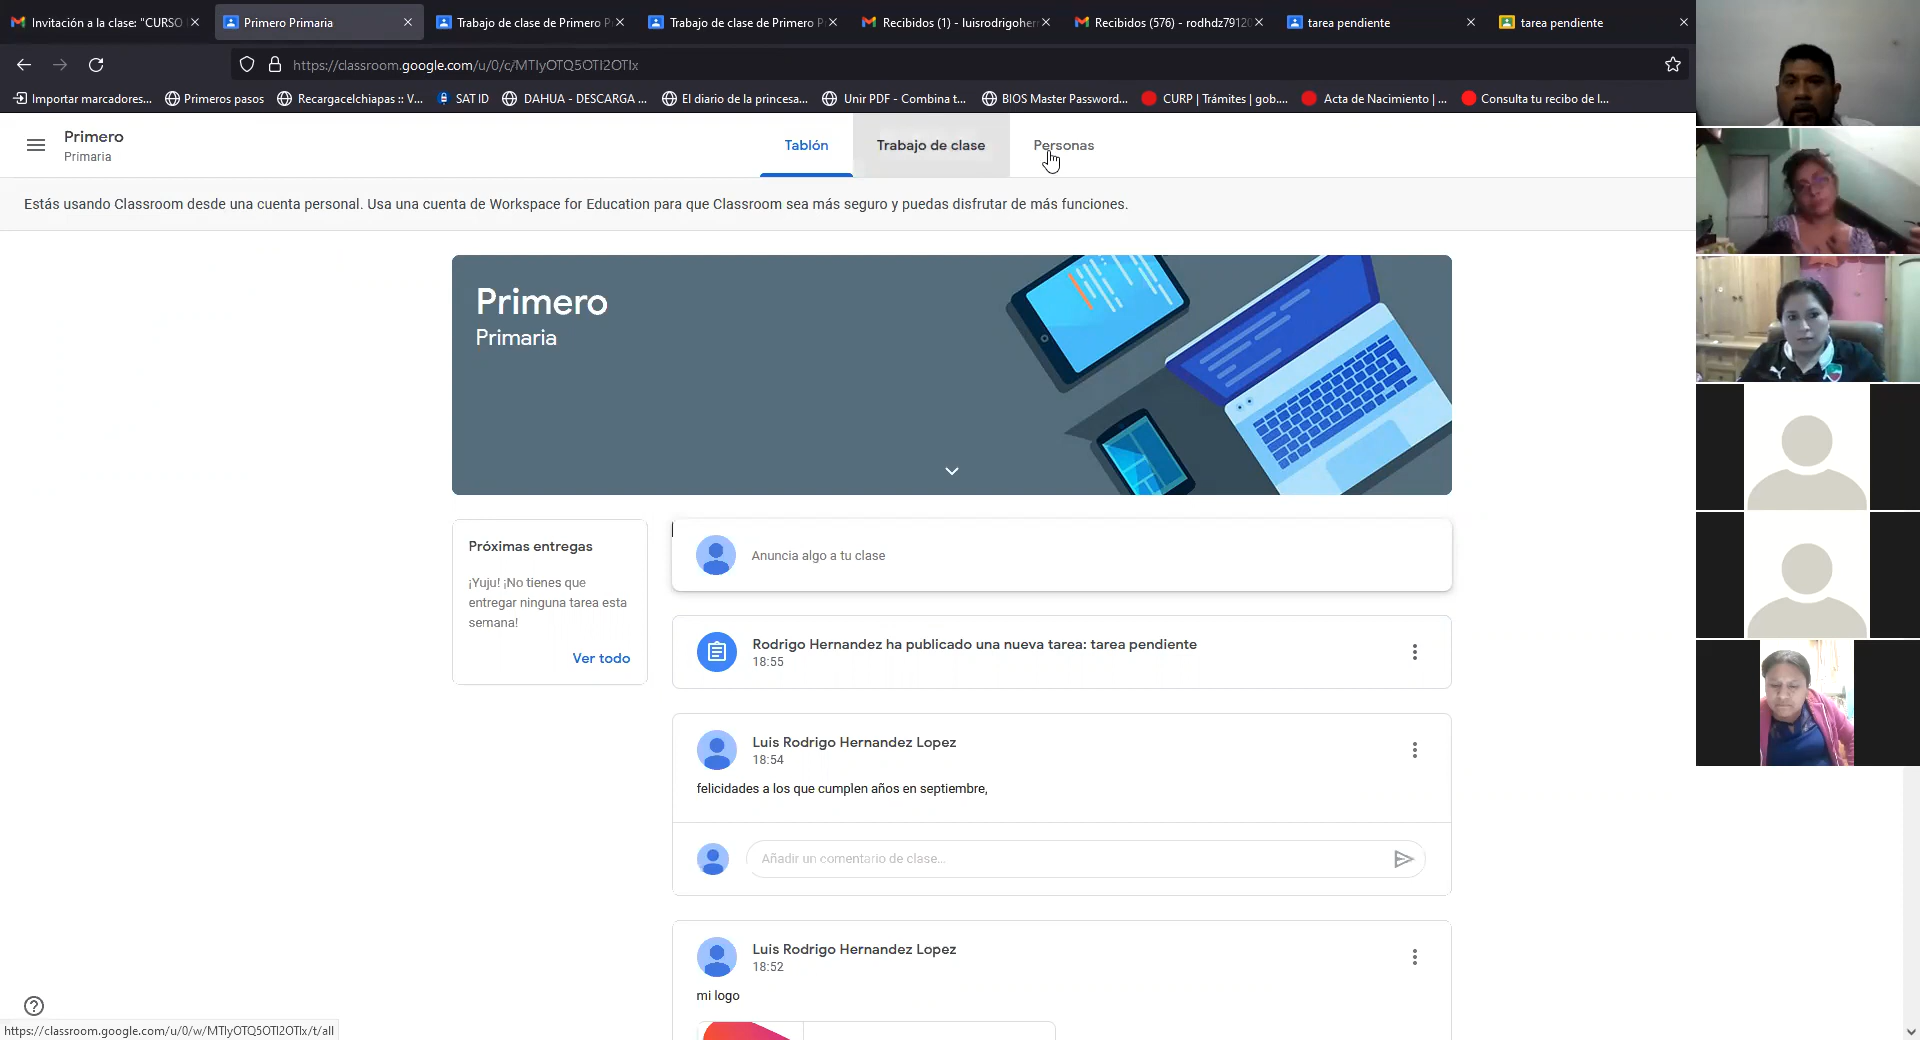 Invitación a la clase: "CURSO
Primero Primaria
Trabajo de clase de Primero P
Trabajo de clase de Primero P
Recibidos (1) - luisrodrigoher
Recibidos (576) - rodhdz7912
tarea pendiente
tarea pendiente
https://classroom.google.com/u/0/c/MTIyOTQ5OTI2OTIx
Importar marcadores...
Primeros pasos
Recargacelchiapas :: V...
SAT ID
DAHUA - DESCARGA ...
El diario de la princesa...
Unir PDF - Combina t...
BIOS Master Password...
CURP | Trámites | gob....
Acta de Nacimiento | ...
Consulta tu recibo de l...
Primero
Primaria
Tablón
Trabajo de clase
Personas
Estás usando Classroom desde una cuenta personal. Usa una cuenta de Workspace for Education para que Classroom sea más seguro y puedas disfrutar de más funciones.
Primero
Primaria
Próximas entregas
¡Yuju! ¡No tienes que
entregar ninguna tarea esta
semana!
Ver todo
Anuncia algo a tu clase
Rodrigo Hernandez ha publicado una nueva tarea: tarea pendiente
18:55
Luis Rodrigo Hernandez Lopez
18:54
felicidades a los que cumplen años en septiembre,
Añadir un comentario de clase...
Luis Rodrigo Hernandez Lopez
18:52
mi logo
https://classroom.google.com/u/0/w/MTIyOTQ5OTI2OTIx/t/all